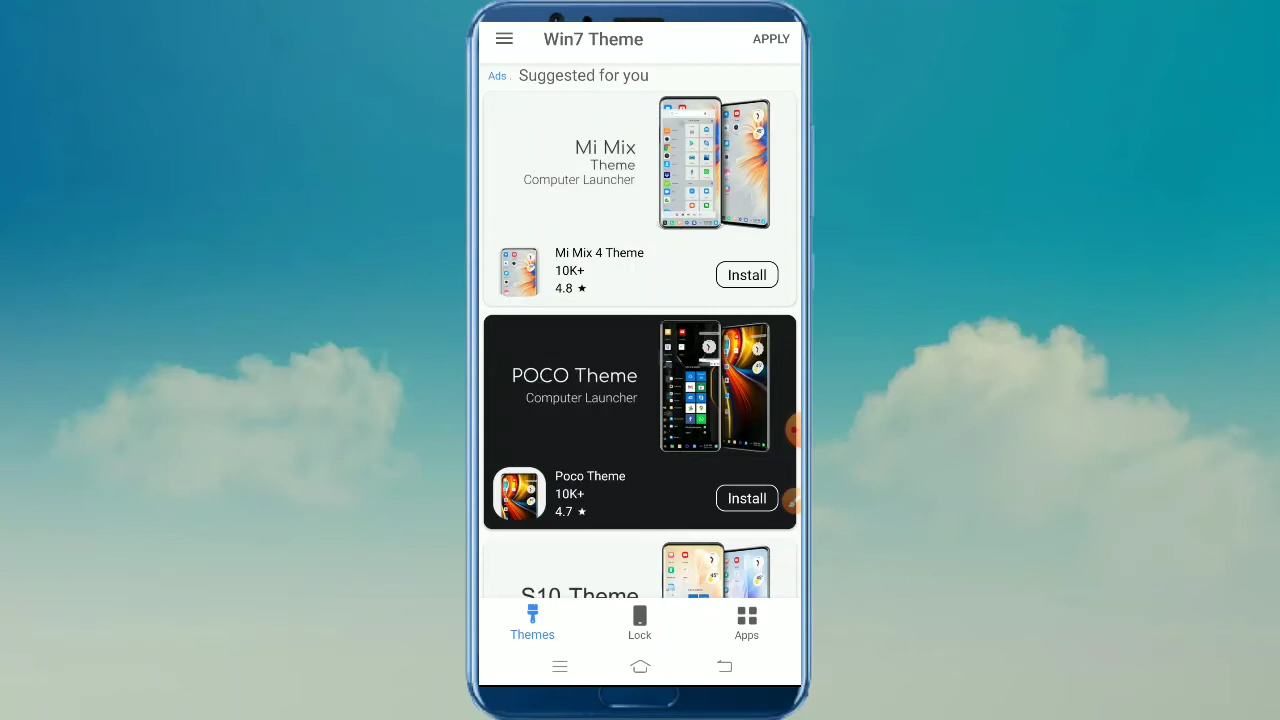 Win7 Theme
APPLY
Ads .
Suggested for you
Mi Mix
Theme
Computer Launcher
Mi Mix 4 Theme
10K+
4.8 ★
Install
POCO Theme
Computer Launcher
Poco Theme
10K+
4.7 ★
Install
S10 Theme
Themes
Lock
Apps